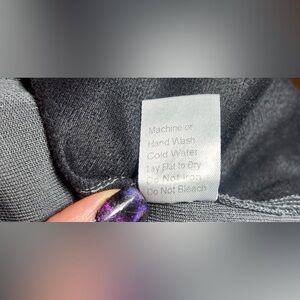 Machine or
Hand Wash
Cold Water
Lay Flat to Dry
Do Not Iron
Do Not Bleach